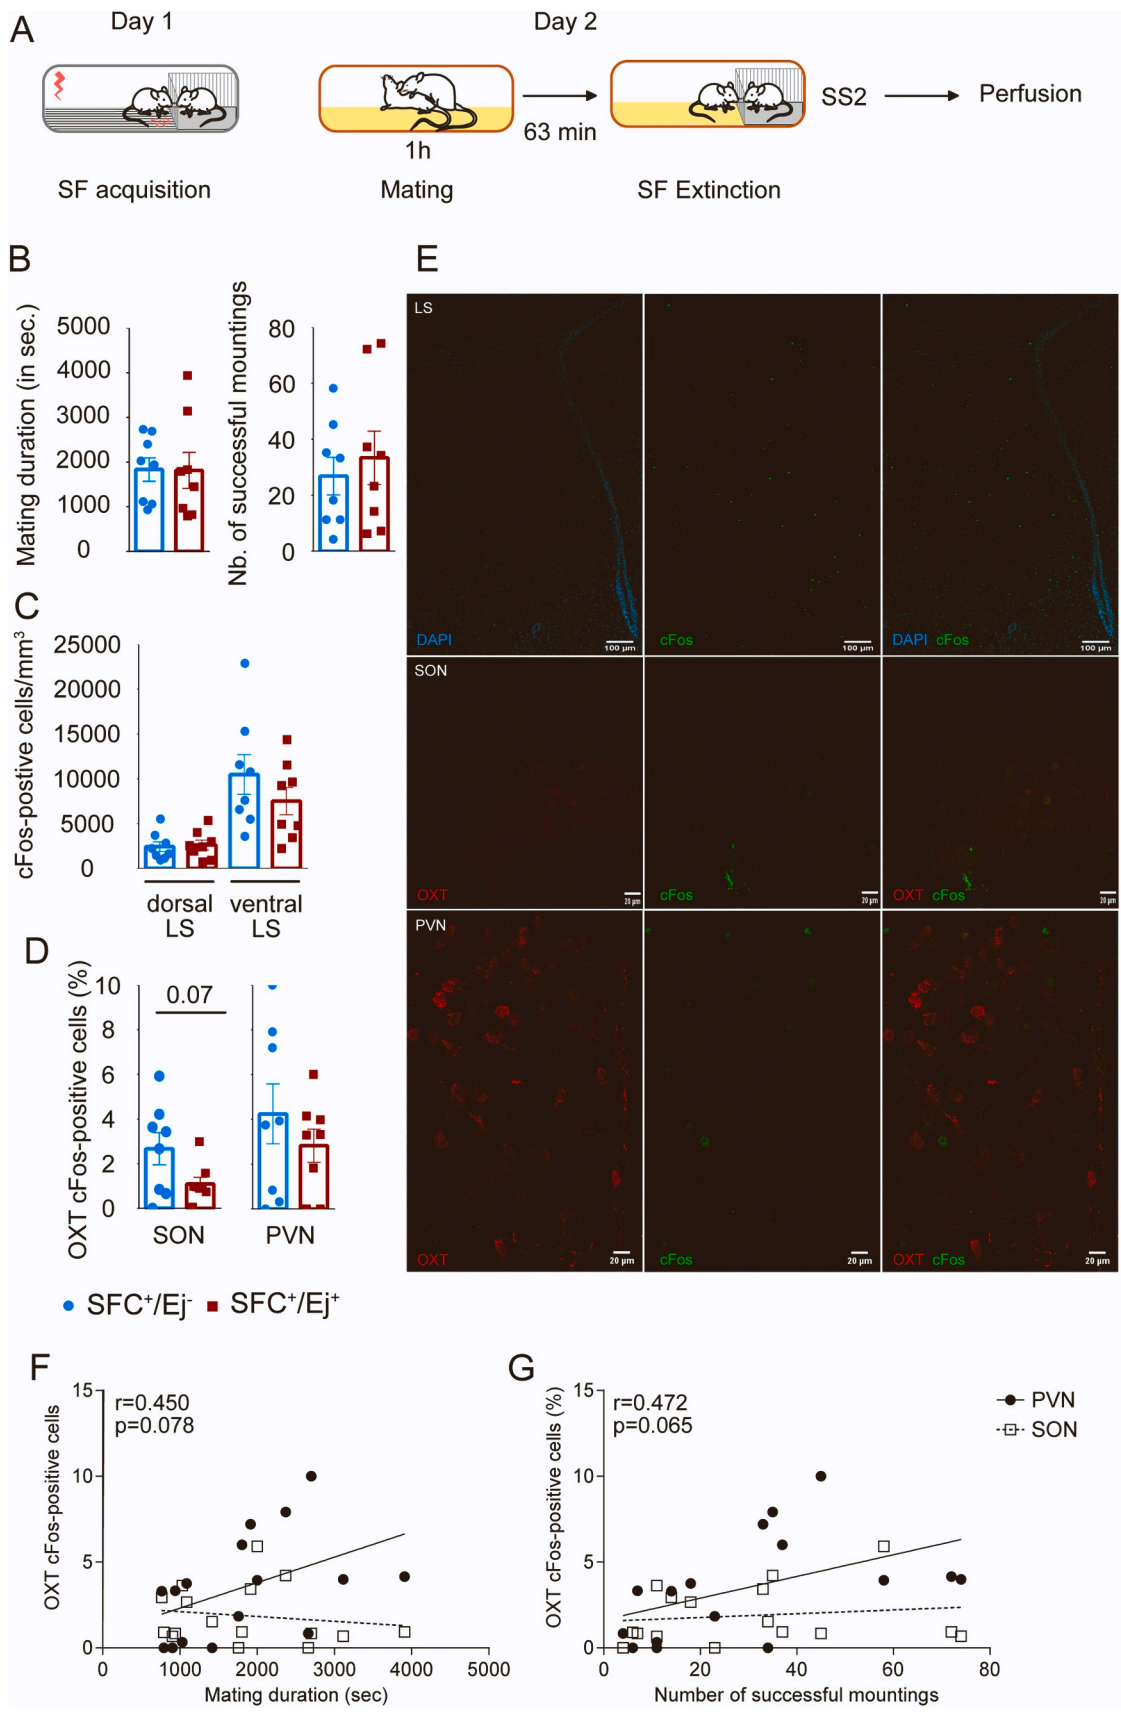 A
Day 1
Day 2
SS2
Perfusion
63 min
1h
SF acquisition
Mating
SF Extinction
B
Mating duration (in sec.)
5000
4000
3000
2000
1000
0
Nb. of successful mountings
80
60
40
20
0
C
cFos-postive cells/mm³
25000
20000
15000
10000
5000
0
dorsal
LS
ventral
LS
D
OXT cFos-positive cells (%)
10
8
6
4
2
0
0.07
SON
PVN
SFC⁺/Ej⁻
SFC⁺/Ej⁺
E
LS
DAPI
100 µm
cFos
100 µm
DAPI cFos
100 µm
SON
OXT
20 µm
cFos
20 µm
OXT cFos
20 µm
PVN
OXT
20 µm
cFos
20 µm
OXT cFos
20 µm
F
OXT cFos-positive cells
15
10
5
0
r=0.450
p=0.078
0
1000
2000
3000
4000
5000
Mating duration (sec)
G
OXT cFos-positive cells (%)
15
10
5
0
r=0.472
p=0.065
PVN
SON
0
20
40
60
80
Number of successful mountings